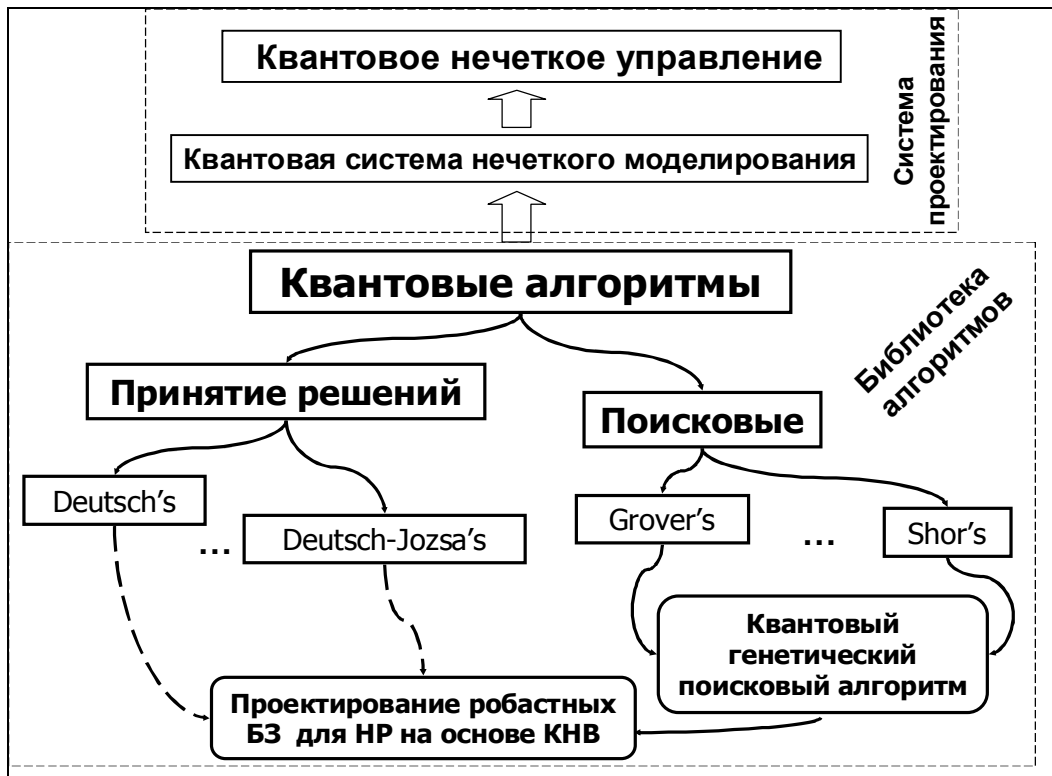 Квантовое нечеткое управление
Квантовая система нечеткого моделирования
Система
проектирования
Квантовые алгоритмы
Библиотека
алгоритмов
Принятие решений
Поисковые
Deutsch's
...
Deutsch-Jozsa's
Grover's
...
Shor's
Квантовый
генетический
поисковый алгоритм
Проектирование робастных
БЗ для НР на основе КНВ